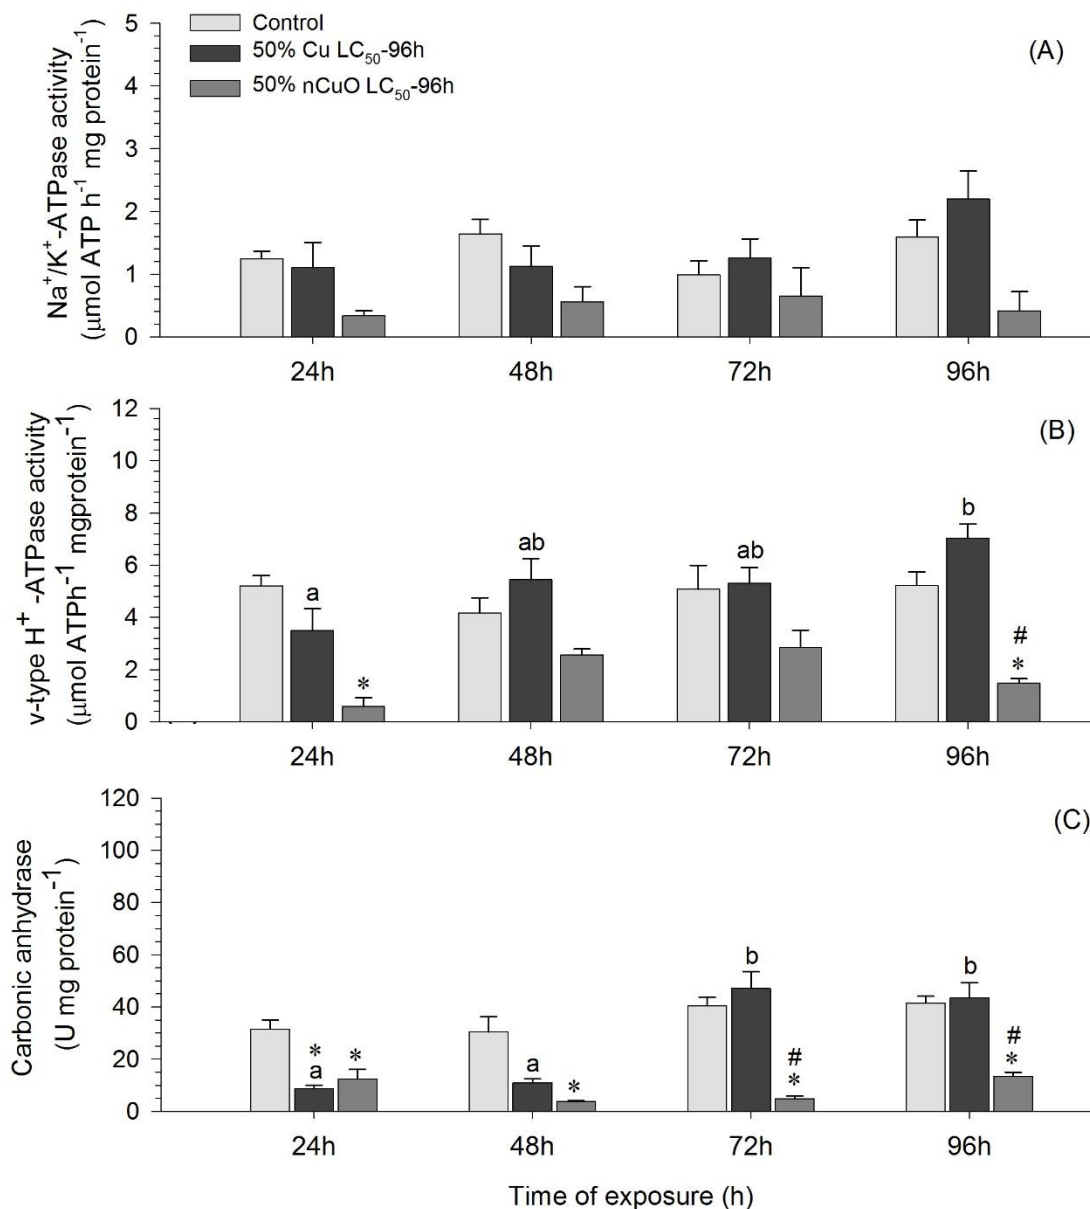 Control
50% Cu LC50-96h
50% nCuO LC50-96h
(A)
Na+/K+-ATPase activity
(μmol ATP h-1 mg protein-1)
5
4
3
2
1
0
24h 48h 72h 96h
(B)
v-type H+ -ATPase activity
(μmol ATPh-1 mgprotein-1)
12
10
8
6
4
2
0
a
*
ab
ab
b
#
*
24h 48h 72h 96h
(C)
Carbonic anhydrase
(U mg protein-1)
120
100
80
60
40
20
0
*
a
*
a
*
b
#
*
b
#
*
24h 48h 72h 96h
Time of exposure (h)